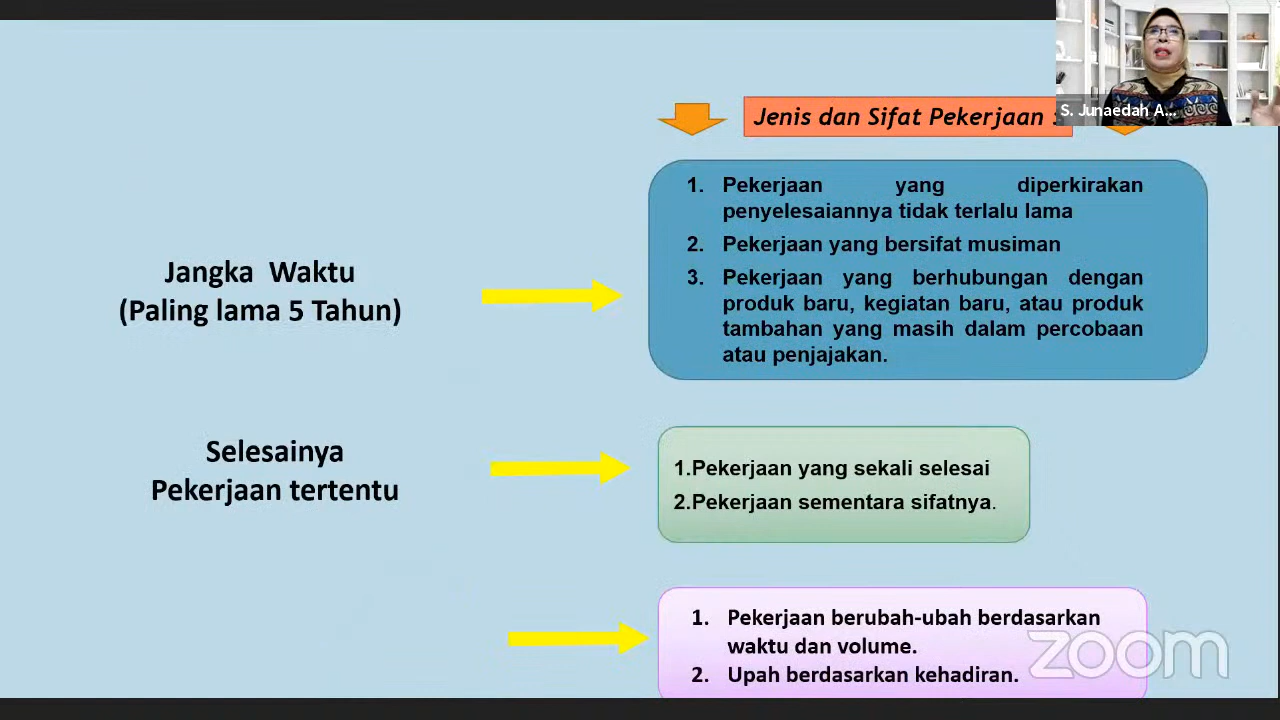 S. Junaedah A...
Jenis dan Sifat Pekerjaan :
1. Pekerjaan yang diperkirakan
penyelesaiannya tidak terlalu lama
2. Pekerjaan yang bersifat musiman
3. Pekerjaan yang berhubungan dengan
produk baru, kegiatan baru, atau produk
tambahan yang masih dalam percobaan
atau penjajakan.
Jangka Waktu
(Paling lama 5 Tahun)
Selesainya
Pekerjaan tertentu
1.Pekerjaan yang sekali selesai
2.Pekerjaan sementara sifatnya.
1. Pekerjaan berubah-ubah berdasarkan
waktu dan volume.
2. Upah berdasarkan kehadiran.
zoom